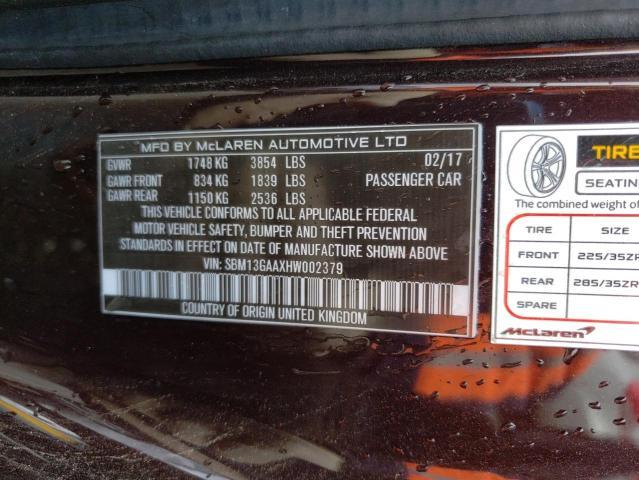 MFD BY McLAREN AUTOMOTIVE LTD
GVWR 1748 KG 3854 LBS 02/17
GAWR FRONT 834 KG 1839 LBS PASSENGER CAR
GAWR REAR 1150 KG 2536 LBS
THIS VEHICLE CONFORMS TO ALL APPLICABLE FEDERAL
MOTOR VEHICLE SAFETY, BUMPER AND THEFT PREVENTION
STANDARDS IN EFFECT ON DATE OF MANUFACTURE SHOWN ABOVE
VIN: SBM13GAAXHW002379
COUNTRY OF ORIGIN UNITED KINGDOM
TIRE
SEATIN
The combined weight of
TIRE SIZE
FRONT 225/35ZR
REAR 285/35ZR
SPARE
McLaren